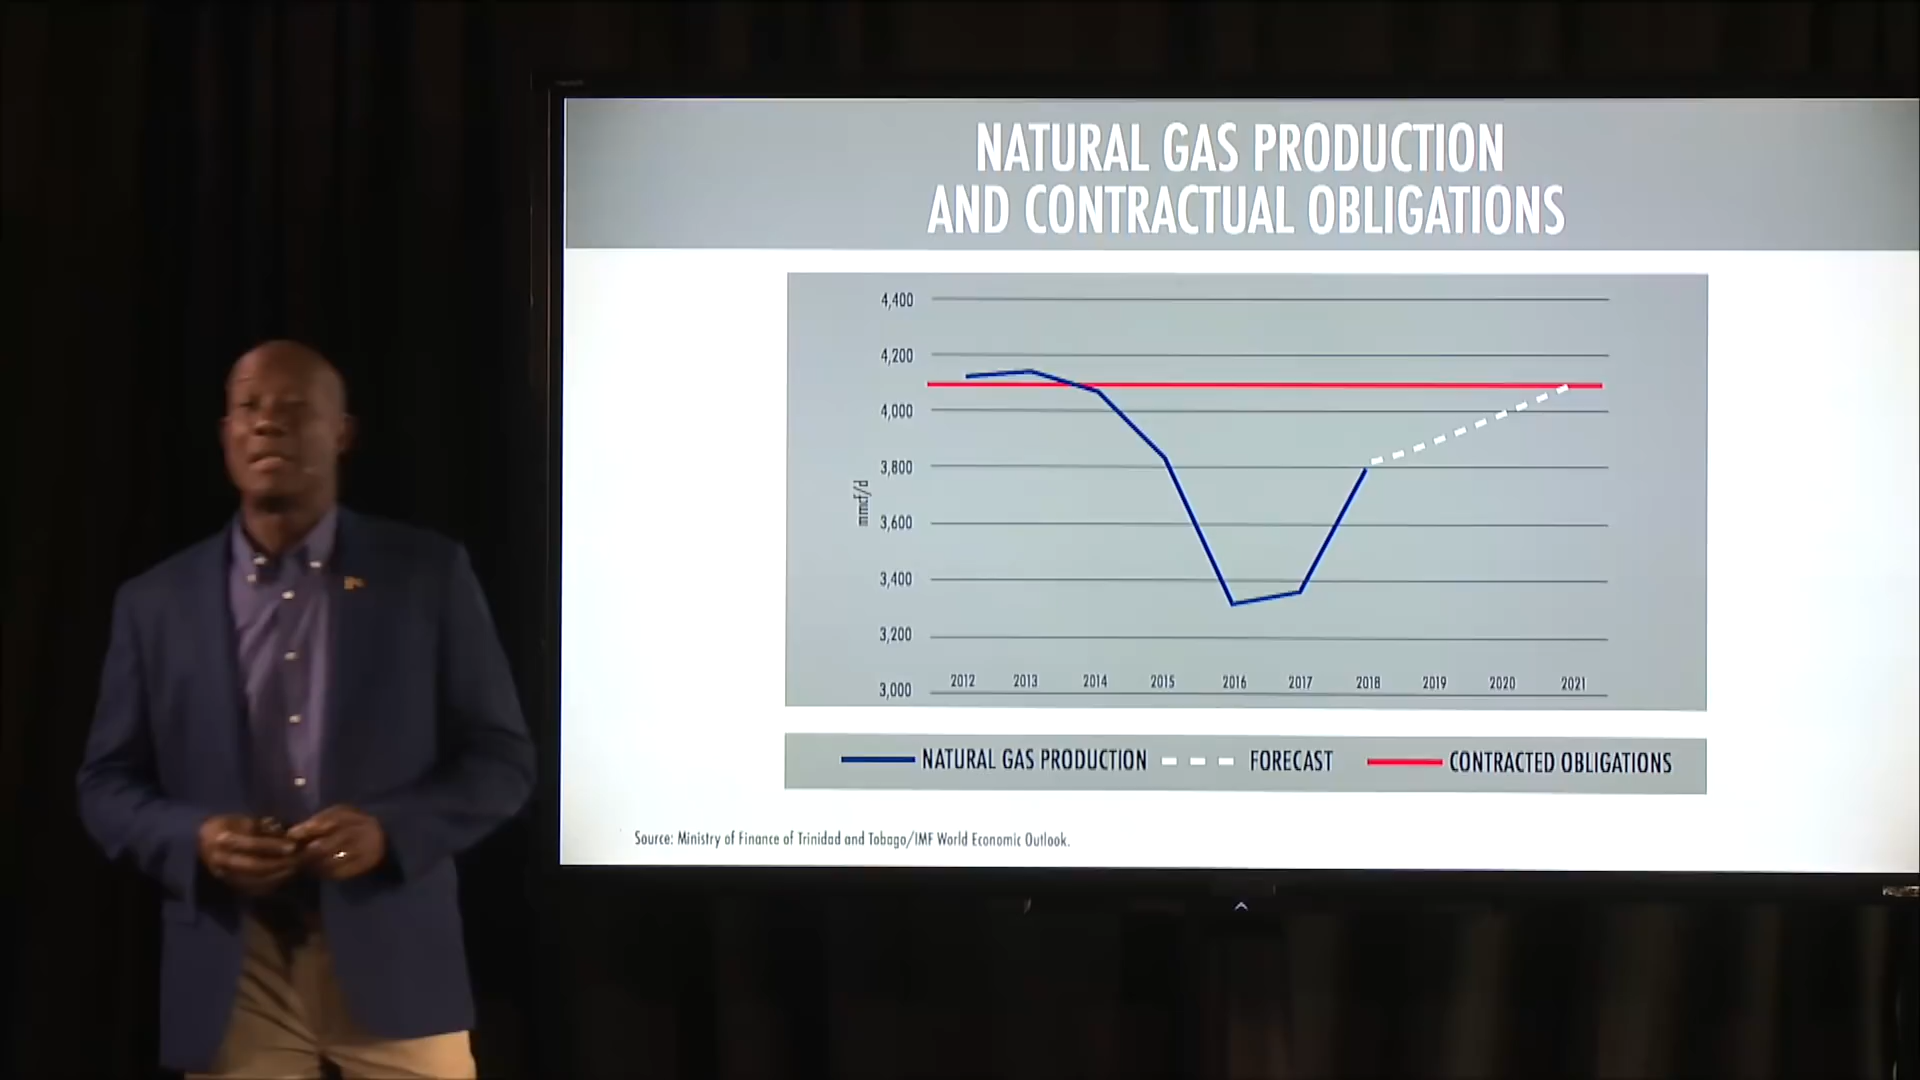 NATURAL GAS PRODUCTION
AND CONTRACTUAL OBLIGATIONS
4,400
4,200
4,000
3,800
3,600
3,400
3,200
3,000
mmcf/d
2012 2013 2014 2015 2016 2017 2018 2019 2020 2021
NATURAL GAS PRODUCTION FORECAST CONTRACTED OBLIGATIONS
Source: Ministry of Finance of Trinidad and Tobago/IMF World Economic Outlook.